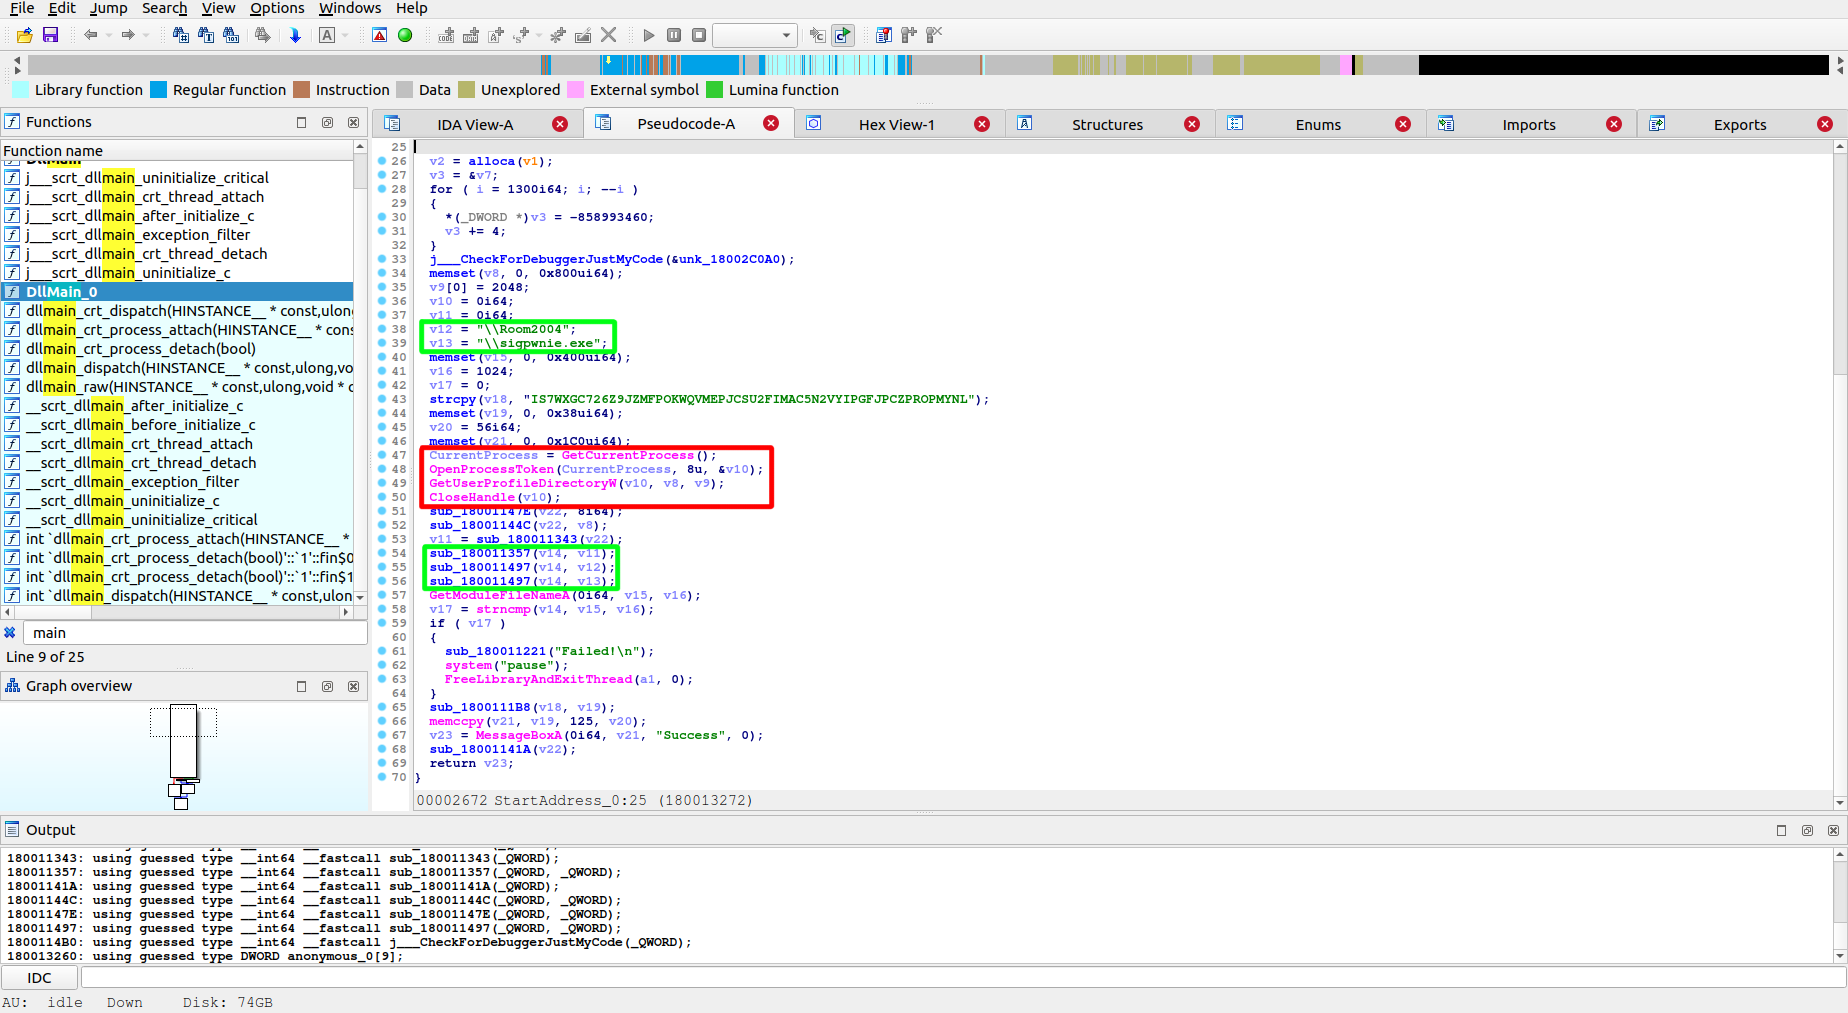 File Edit Jump Search View Options Windows Help
Library function Regular function Instruction Data Unexplored External symbol Lumina function
Functions
Function name
DllMain
j___scrt_dllmain_uninitialize_critical
j___scrt_dllmain_crt_thread_attach
j___scrt_dllmain_after_initialize_c
j___scrt_dllmain_exception_filter
j___scrt_dllmain_crt_thread_detach
j___scrt_dllmain_uninitialize_c
DllMain_0
dllmain_crt_dispatch(HINSTANCE__ * const,ulong
dllmain_crt_process_attach(HINSTANCE__ * cons
dllmain_crt_process_detach(bool)
dllmain_dispatch(HINSTANCE__ * const,ulong,vo
dllmain_raw(HINSTANCE__ * const,ulong,void * c
__scrt_dllmain_after_initialize_c
__scrt_dllmain_before_initialize_c
__scrt_dllmain_crt_thread_attach
__scrt_dllmain_crt_thread_detach
__scrt_dllmain_exception_filter
__scrt_dllmain_uninitialize_c
__scrt_dllmain_uninitialize_critical
int `dllmain_crt_process_attach(HINSTANCE__ *
int `dllmain_crt_process_detach(bool)'::`1'::fin$0
int `dllmain_crt_process_detach(bool)'::`1'::fin$1
int `dllmain_dispatch(HINSTANCE__ * const,ulon
main
Line 9 of 25
Graph overview
IDA View-A Pseudocode-A Hex View-1 Structures Enums Imports Exports
25
26 v2 = alloca(v1);
27 v3 = &v7;
28 for ( i = 1300i64; i; --i )
29 {
30 *(_DWORD *)v3 = -858993460;
31 v3 += 4;
32 }
33 j___CheckForDebuggerJustMyCode(&unk_18002C0A0);
34 memset(v8, 0, 0x800ui64);
35 v9[0] = 2048;
36 v10 = 0i64;
37 v11 = 0i64;
38 v12 = "\\Room2004";
39 v13 = "\\sigpwnie.exe";
40 memset(v15, 0, 0x400ui64);
41 v16 = 1024;
42 v17 = 0;
43 strcpy(v18, "IS7WXGC726Z9JZMFPOKWQVMEPJCSU2FIMAC5N2VYIPGFJPCZPROPMYNL");
44 memset(v19, 0, 0x38ui64);
45 v20 = 56i64;
46 memset(v21, 0, 0x1C0ui64);
47 CurrentProcess = GetCurrentProcess();
48 OpenProcessToken(CurrentProcess, 8u, &v10);
49 GetUserProfileDirectoryW(v10, v8, v9);
50 CloseHandle(v10);
51 sub_18001147E(v22, 8i64);
52 sub_18001144C(v22, v8);
53 v11 = sub_180011343(v22);
54 sub_180011357(v14, v11);
55 sub_180011497(v14, v12);
56 sub_180011497(v14, v13);
57 GetModuleFileNameA(0i64, v15, v16);
58 v17 = strncmp(v14, v15, v16);
59 if ( v17 )
60 {
61 sub_180011221("Failed!\n");
62 system("pause");
63 FreeLibraryAndExitThread(a1, 0);
64 }
65 sub_1800111B8(v18, v19);
66 memccpy(v21, v19, 125, v20);
67 v23 = MessageBoxA(0i64, v21, "Success", 0);
68 sub_18001141A(v22);
69 return v23;
70 }
00002672 StartAddress_0:25 (180013272)
Output
180011343: using guessed type __int64 __fastcall sub_180011343(_QWORD);
180011357: using guessed type __int64 __fastcall sub_180011357(_QWORD, _QWORD);
18001141A: using guessed type __int64 __fastcall sub_18001141A(_QWORD);
18001144C: using guessed type __int64 __fastcall sub_18001144C(_QWORD, _QWORD);
18001147E: using guessed type __int64 __fastcall sub_18001147E(_QWORD, _QWORD);
180011497: using guessed type __int64 __fastcall sub_180011497(_QWORD, _QWORD);
1800114B0: using guessed type __int64 __fastcall j___CheckForDebuggerJustMyCode(_QWORD);
180013260: using guessed type DWORD anonymous_0[9];
IDC
AU: idle Down Disk: 74GB